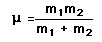 μ = m₁m₂ / m₁ + m₂